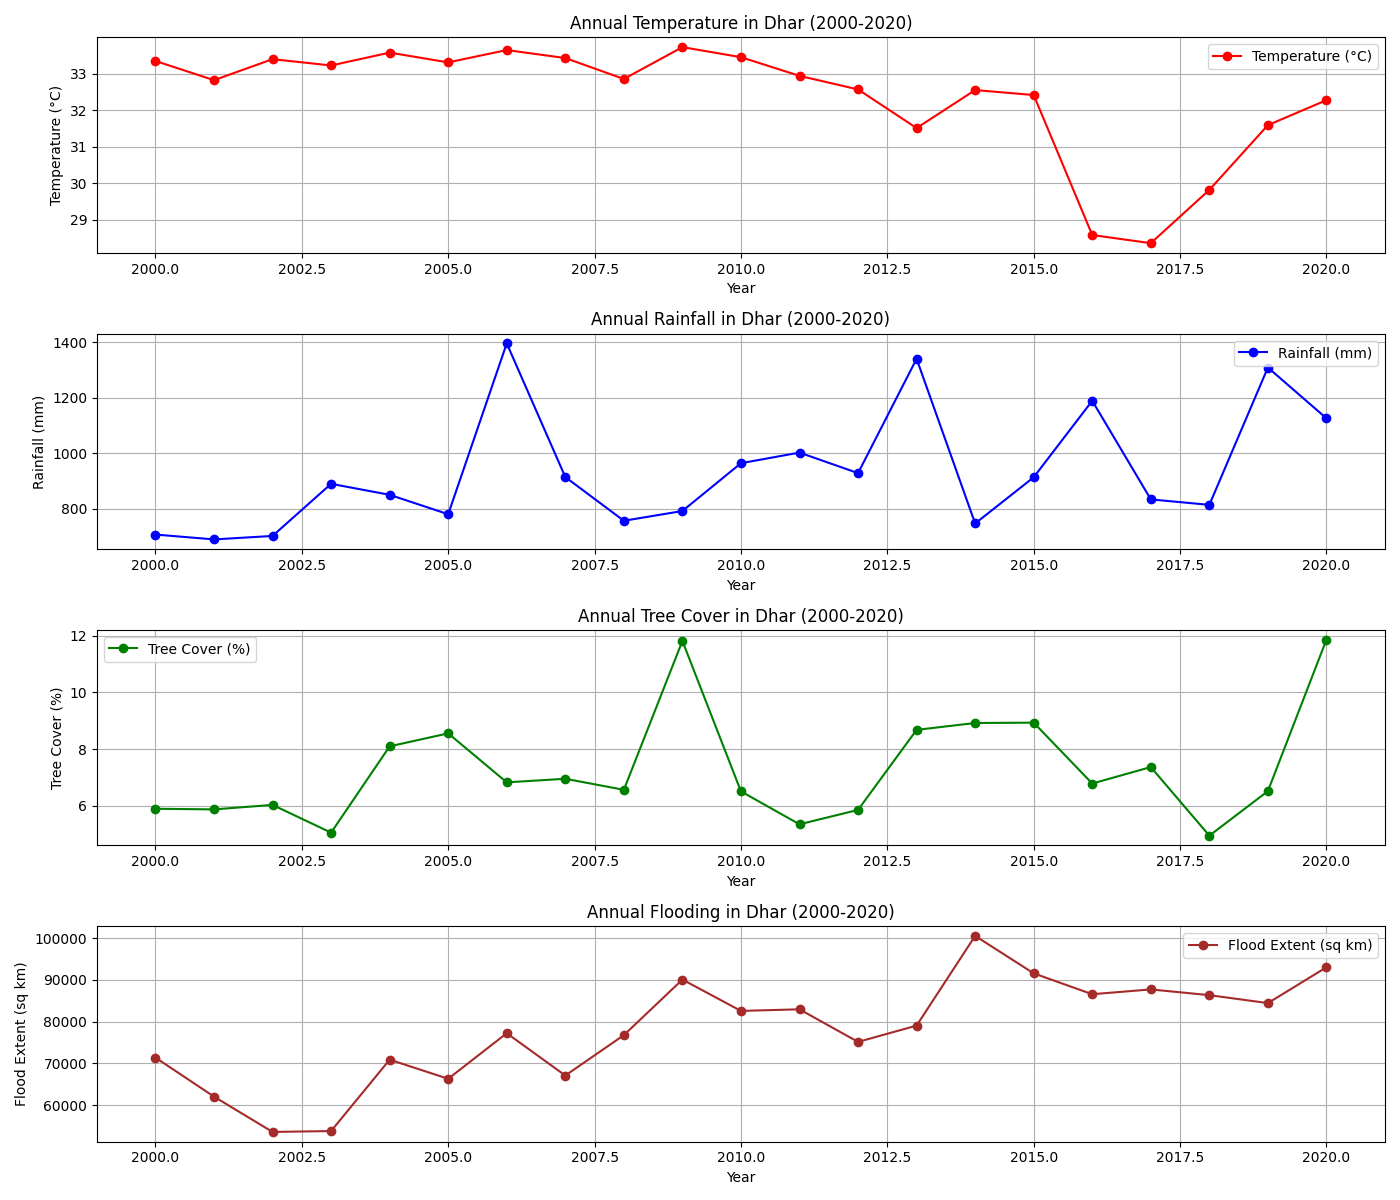 Annual Temperature in Dhar (2000-2020)
Temperature (°C)
Temperature (°C)
33
32
31
30
29
2000.0 2002.5 2005.0 2007.5 2010.0 2012.5 2015.0 2017.5 2020.0
Year
Annual Rainfall in Dhar (2000-2020)
Rainfall (mm)
Rainfall (mm)
1400
1200
1000
800
2000.0 2002.5 2005.0 2007.5 2010.0 2012.5 2015.0 2017.5 2020.0
Year
Annual Tree Cover in Dhar (2000-2020)
Tree Cover (%)
Tree Cover (%)
12
10
8
6
2000.0 2002.5 2005.0 2007.5 2010.0 2012.5 2015.0 2017.5 2020.0
Year
Annual Flooding in Dhar (2000-2020)
Flood Extent (sq km)
Flood Extent (sq km)
100000
90000
80000
70000
60000
2000.0 2002.5 2005.0 2007.5 2010.0 2012.5 2015.0 2017.5 2020.0
Year